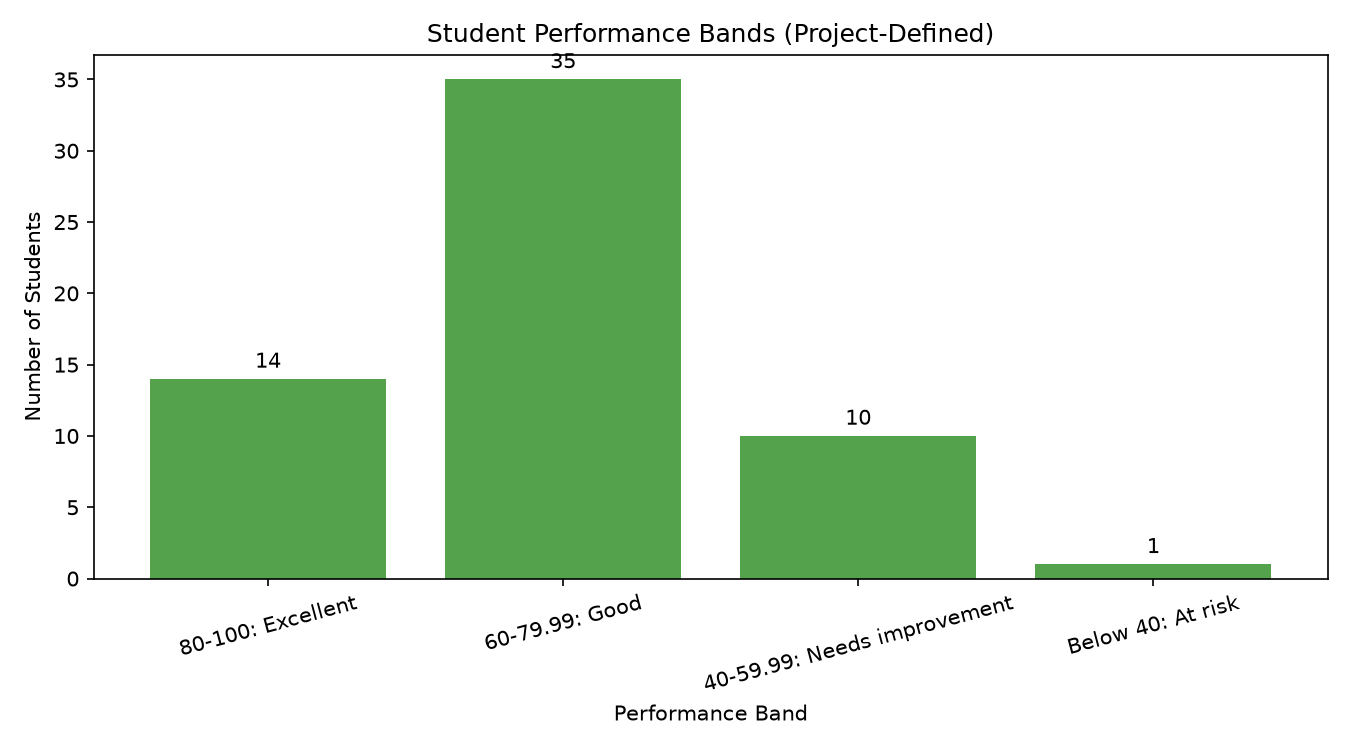 Student Performance Bands (Project-Defined)
35
35
30
25
20
15
10
5
0
14
10
1
Number of Students
80-100: Excellent
60-79.99: Good
40-59.99: Needs improvement
Below 40: At risk
Performance Band